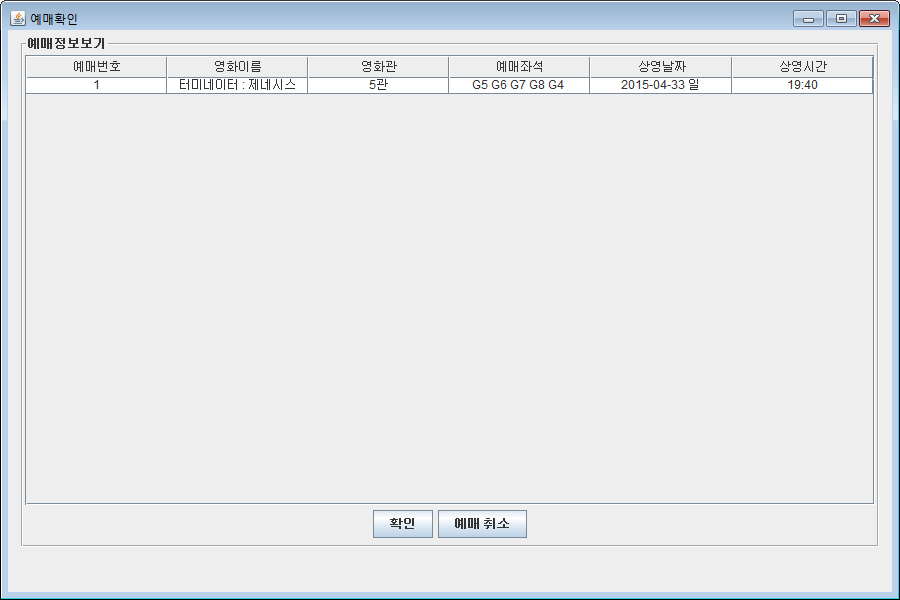 예매확인
예매정보보기
예매번호 영화이름 영화관 예매좌석 상영날짜 상영시간
1 터미네이터 : 제네시스 5관 G5 G6 G7 G8 G4 2015-04-33 일 19:40
확인 예매 취소